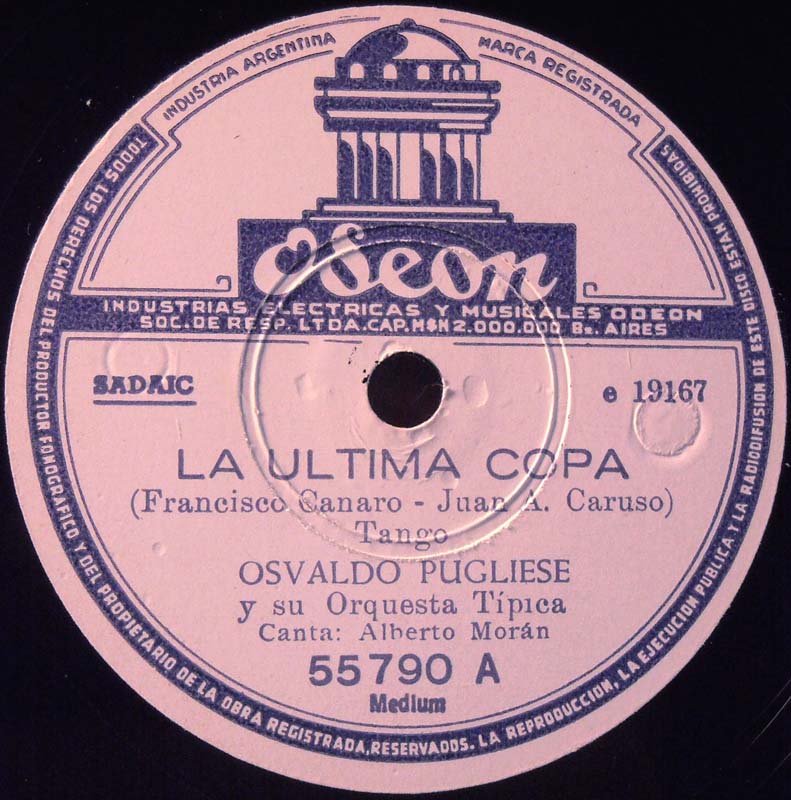 INDUSTRIA ARGENTINA
MARCA REGISTRADA
Odeon
INDUSTRIAS ELECTRICAS Y MUSICALES ODEON
SOC. DE RESP. LTDA. CAP. M$N 2.000.000 Bs. AIRES
SADAIC
e 19167
LA ULTIMA COPA
(Francisco Canaro - Juan A. Caruso)
Tango
OSVALDO PUGLIESE
y su Orquesta Típica
Canta: Alberto Morán
55790 A
Medium
TODOS LOS DERECHOS DEL PRODUCTOR FONOGRAFICO Y DEL PROPIETARIO DE LA OBRA REGISTRADA, RESERVADOS. LA REPRODUCCION, LA EJECUCION PUBLICA Y LA RADIODIFUSION DE ESTE DISCO ESTAN PROHIBIDAS